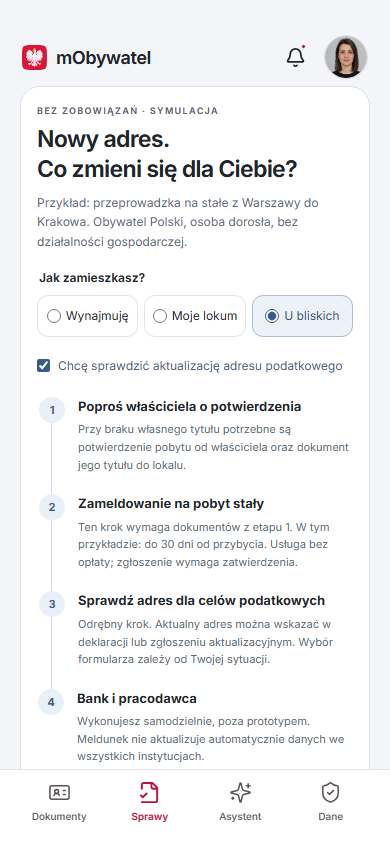 mObywatel
BEZ ZOBOWIĄZAŃ · SYMULACJA
Nowy adres.
Co zmieni się dla Ciebie?
Przykład: przeprowadzka na stałe z Warszawy do
Krakowa. Obywatel Polski, osoba dorosła, bez
działalności gospodarczej.
Jak zamieszkasz?
Wynajmuję
Moje lokum
U bliskich
Chcę sprawdzić aktualizację adresu podatkowego
1
Poproś właściciela o potwierdzenia
Przy braku własnego tytułu potrzebne są
potwierdzenie pobytu od właściciela oraz dokument
jego tytułu do lokalu.
2
Zameldowanie na pobyt stały
Ten krok wymaga dokumentów z etapu 1. W tym
przykładzie: do 30 dni od przybycia. Usługa bez
opłaty; zgłoszenie wymaga zatwierdzenia.
3
Sprawdź adres dla celów podatkowych
Odrębny krok. Aktualny adres można wskazać w
deklaracji lub zgłoszeniu aktualizacyjnym. Wybór
formularza zależy od Twojej sytuacji.
4
Bank i pracodawca
Wykonujesz samodzielnie, poza prototypem.
Meldunek nie aktualizuje automatycznie danych we
wszystkich instytucjach.
Dokumenty
Sprawy
Asystent
Dane